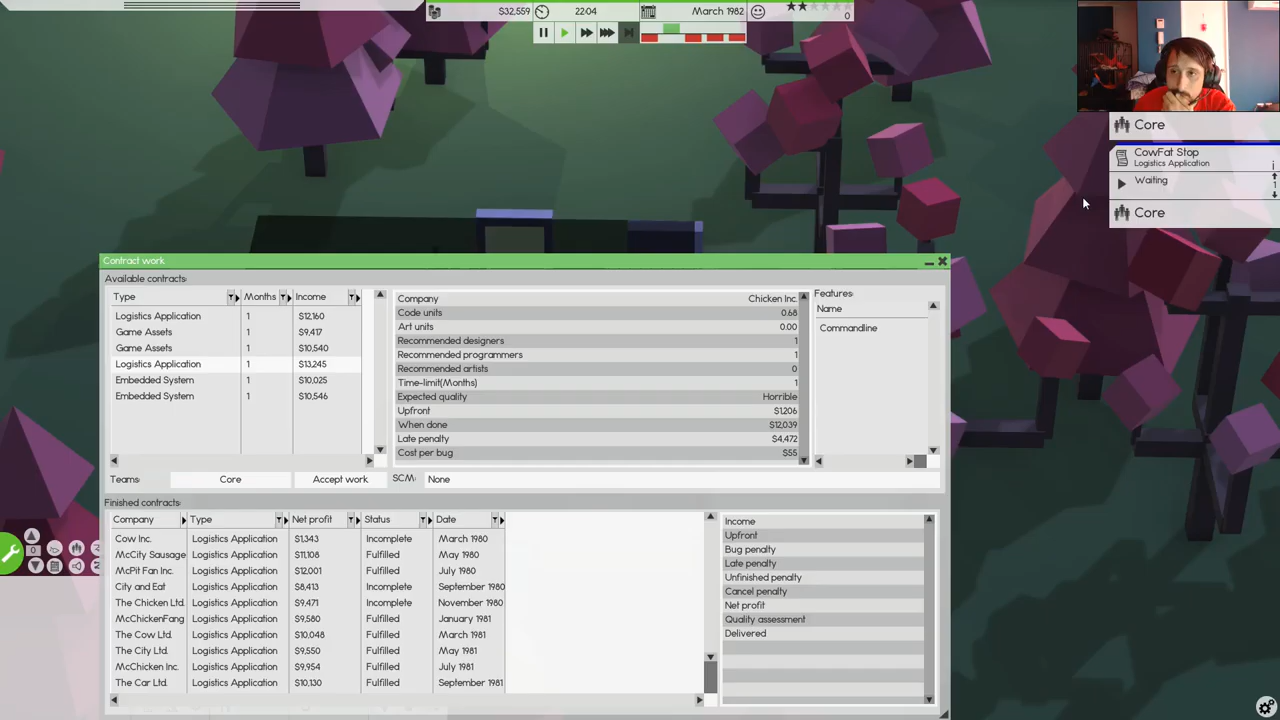 $32,559 22:04 March 1982 0
Core
CowFat Stop
Logistics Application
i
Waiting
1
Core
Contract work
Available contracts:
Type Months Income
Logistics Application 1 $12,160
Game Assets 1 $9,417
Game Assets 1 $10,540
Logistics Application 1 $13,245
Embedded System 1 $10,025
Embedded System 1 $10,546
Company Chicken Inc.
Code units 0.68
Art units 0.00
Recommended designers 1
Recommended programmers 1
Recommended artists 0
Time-limit(Months) 1
Expected quality Horrible
Upfront $1,206
When done $12,039
Late penalty $4,472
Cost per bug $55
Features:
Name
Commandline
Teams: Core Accept work SCM: None
Finished contracts:
Company Type Net profit Status Date
Cow Inc. Logistics Application $1,343 Incomplete March 1980
McCity Sausage Logistics Application $11,108 Fulfilled May 1980
McPit Fan Inc. Logistics Application $12,001 Fulfilled July 1980
City and Eat Logistics Application $8,413 Incomplete September 1980
The Chicken Ltd. Logistics Application $9,471 Incomplete November 1980
McChickenFang Logistics Application $9,580 Fulfilled January 1981
The Cow Ltd. Logistics Application $10,048 Fulfilled March 1981
The City Ltd. Logistics Application $9,550 Fulfilled May 1981
McChicken Inc. Logistics Application $9,954 Fulfilled July 1981
The Car Ltd. Logistics Application $10,130 Fulfilled September 1981
Income
Upfront
Bug penalty
Late penalty
Unfinished penalty
Cancel penalty
Net profit
Quality assessment
Delivered
0